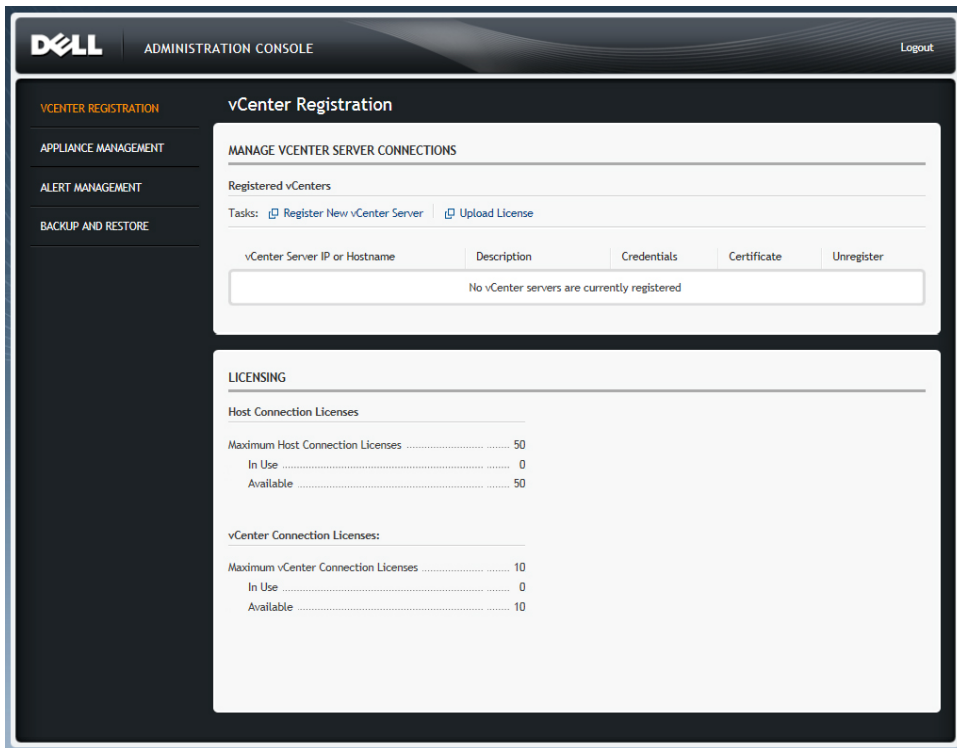 DELL
ADMINISTRATION CONSOLE
Logout
VCENTER REGISTRATION
APPLIANCE MANAGEMENT
ALERT MANAGEMENT
BACKUP AND RESTORE
vCenter Registration
MANAGE VCENTER SERVER CONNECTIONS
Registered vCenters
Tasks: Register New vCenter Server Upload License
vCenter Server IP or Hostname Description Credentials Certificate Unregister
No vCenter servers are currently registered
LICENSING
Host Connection Licenses
Maximum Host Connection Licenses 50
In Use 0
Available 50
vCenter Connection Licenses:
Maximum vCenter Connection Licenses 10
In Use 0
Available 10